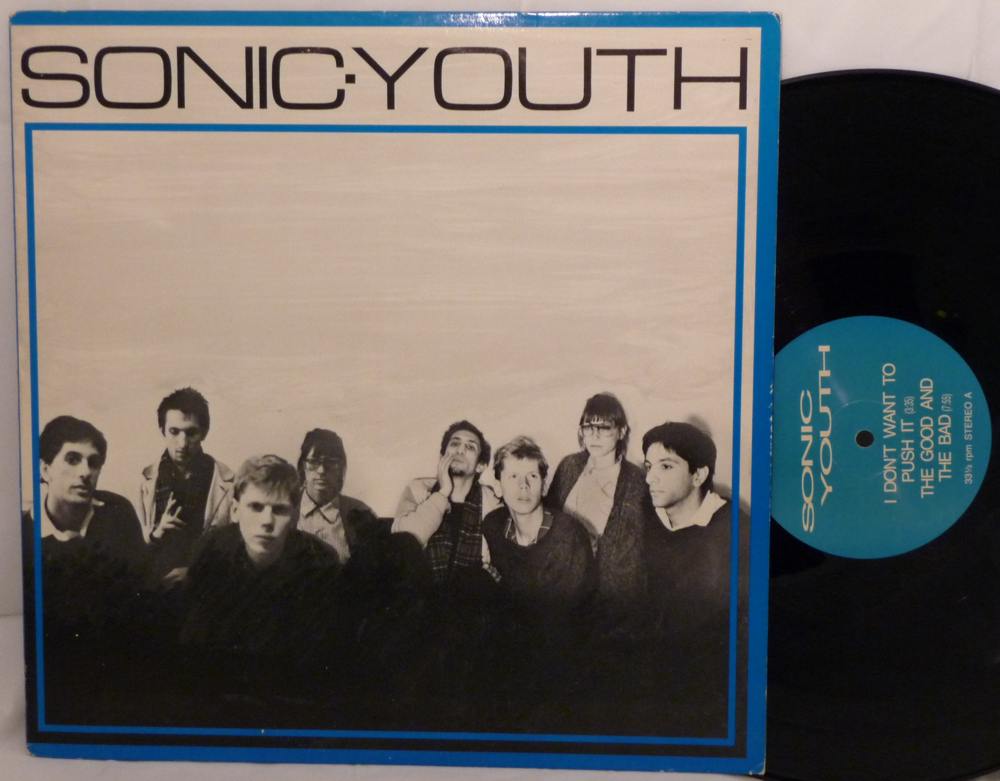 SONIC·YOUTH
SONIC
YOUTH
I DON'T WANT TO
PUSH IT (3:35)
THE GOOD AND
THE BAD (7:55)
33⅓ rpm STEREO A